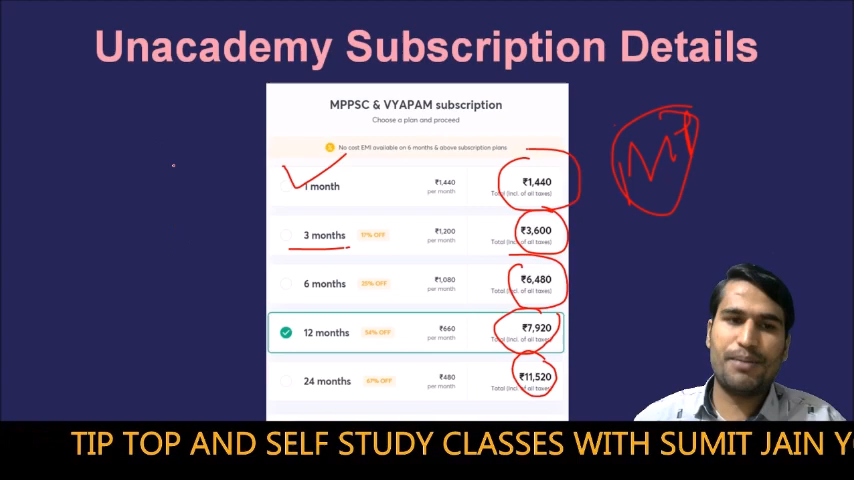 Unacademy Subscription Details
MPPSC & VYAPAM subscription
Choose a plan and proceed
No cost EMI available on 6 months & above subscription plans
1 month ₹1,440 per month ₹1,440 Total (Incl. of all taxes)
3 months 17% OFF ₹1,200 per month ₹3,600 Total (Incl. of all taxes)
6 months 25% OFF ₹1,080 per month ₹6,480 Total (Incl. of all taxes)
12 months 54% OFF ₹660 per month ₹7,920 Total (Incl. of all taxes)
24 months 67% OFF ₹480 per month ₹11,520 Total (Incl. of all taxes)
MP
TIP TOP AND SELF STUDY CLASSES WITH SUMIT JAIN Y